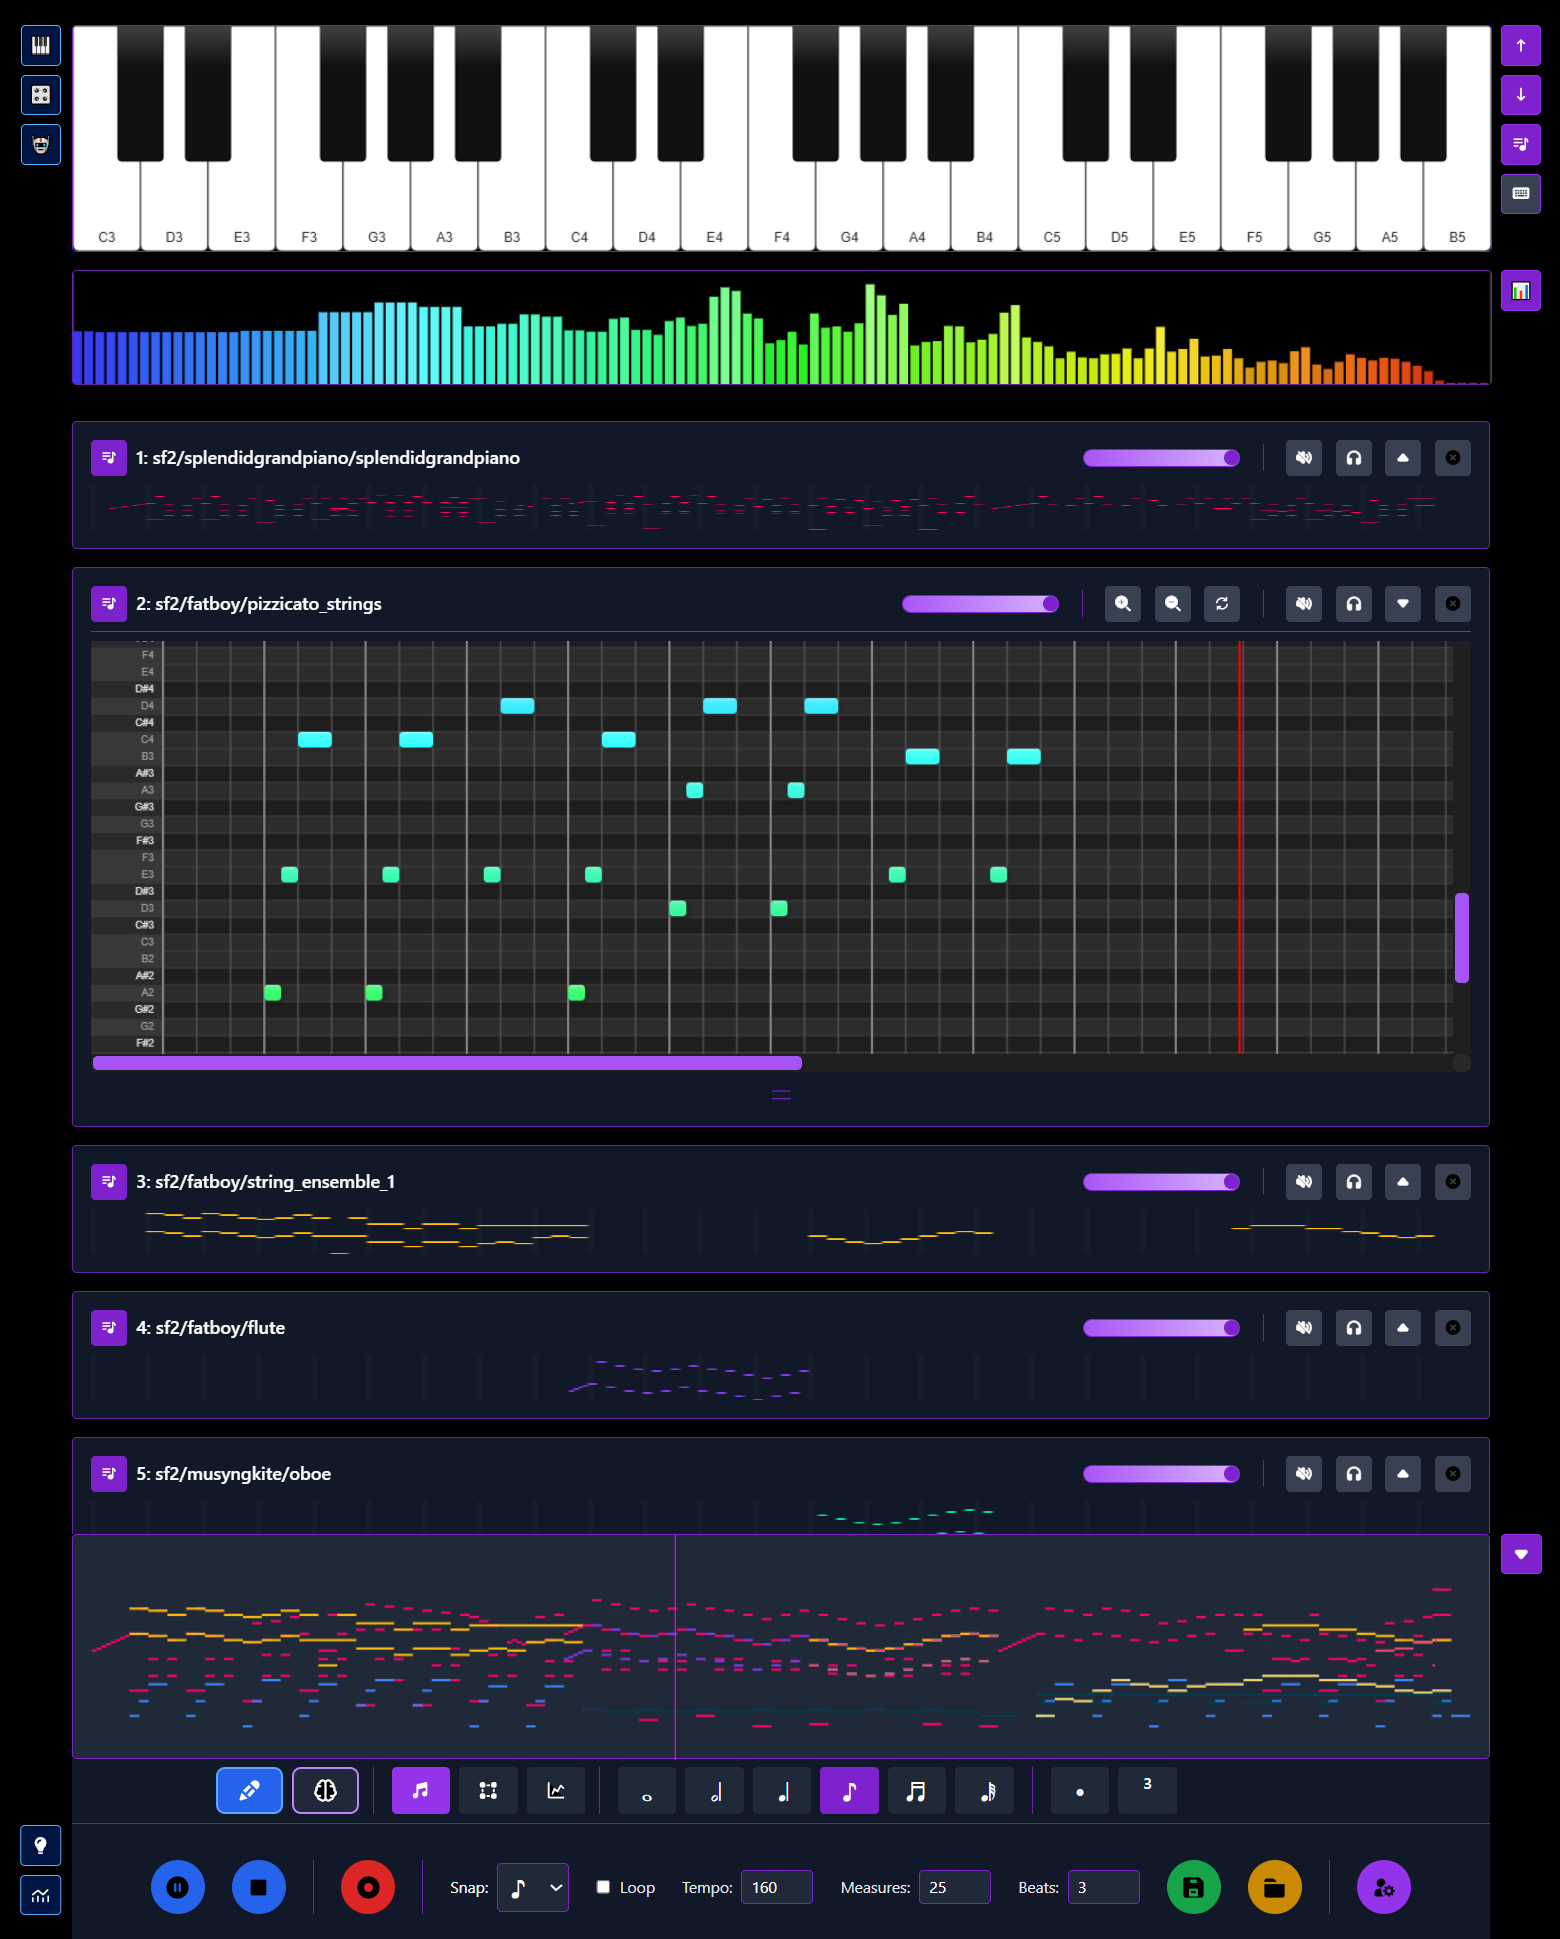 C3 D3 E3 F3 G3 A3 B3 C4 D4 E4 F4 G4 A4 B4 C5 D5 E5 F5 G5 A5 B5
1: sf2/splendidgrandpiano/splendidgrandpiano
2: sf2/fatboy/pizzicato_strings
F4
E4
D#4
D4
C#4
C4
B3
A#3
A3
G#3
G3
F#3
F3
E3
D#3
D3
C#3
C3
B2
A#2
A2
G#2
G2
F#2
3: sf2/fatboy/string_ensemble_1
4: sf2/fatboy/flute
5: sf2/musyngkite/oboe
3
Snap: Loop Tempo: 160 Measures: 25 Beats: 3